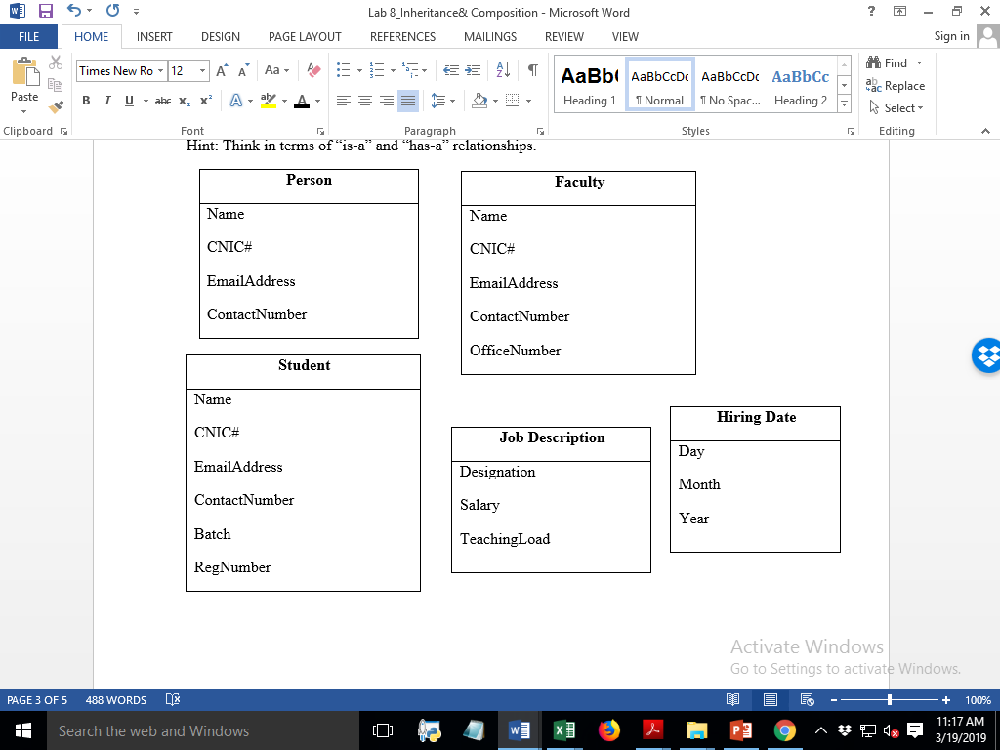 Lab 8_Inheritance& Composition - Microsoft Word
?
FILE HOME INSERT DESIGN PAGE LAYOUT REFERENCES MAILINGS REVIEW VIEW
Sign in
Paste
Clipboard
Times New Ro 12
Aa
B I U abc x₂ x²
Font
Paragraph
AaBb( AaBbCcDc AaBbCcDc AaBbCc
Heading 1 ¶ Normal ¶ No Spac... Heading 2
Styles
Find
Replace
Select
Editing
Hint: Think in terms of “is-a” and “has-a” relationships.
Person
Name
CNIC#
EmailAddress
ContactNumber
Faculty
Name
CNIC#
EmailAddress
ContactNumber
OfficeNumber
Student
Name
CNIC#
EmailAddress
ContactNumber
Batch
RegNumber
Job Description
Designation
Salary
TeachingLoad
Hiring Date
Day
Month
Year
Activate Windows
Go to Settings to activate Windows.
PAGE 3 OF 5 488 WORDS
100%
Search the web and Windows
11:17 AM
3/19/2019